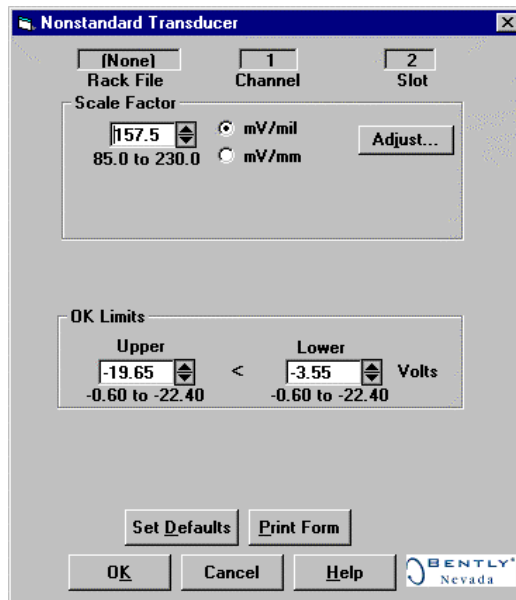 Nonstandard Transducer
(None) 1 2
Rack File Channel Slot
Scale Factor
157.5 mV/mil Adjust...
85.0 to 230.0 mV/mm
OK Limits
Upper Lower
-19.65 < -3.55 Volts
-0.60 to -22.40 -0.60 to -22.40
Set Defaults Print Form
OK Cancel Help
BENTLY
Nevada